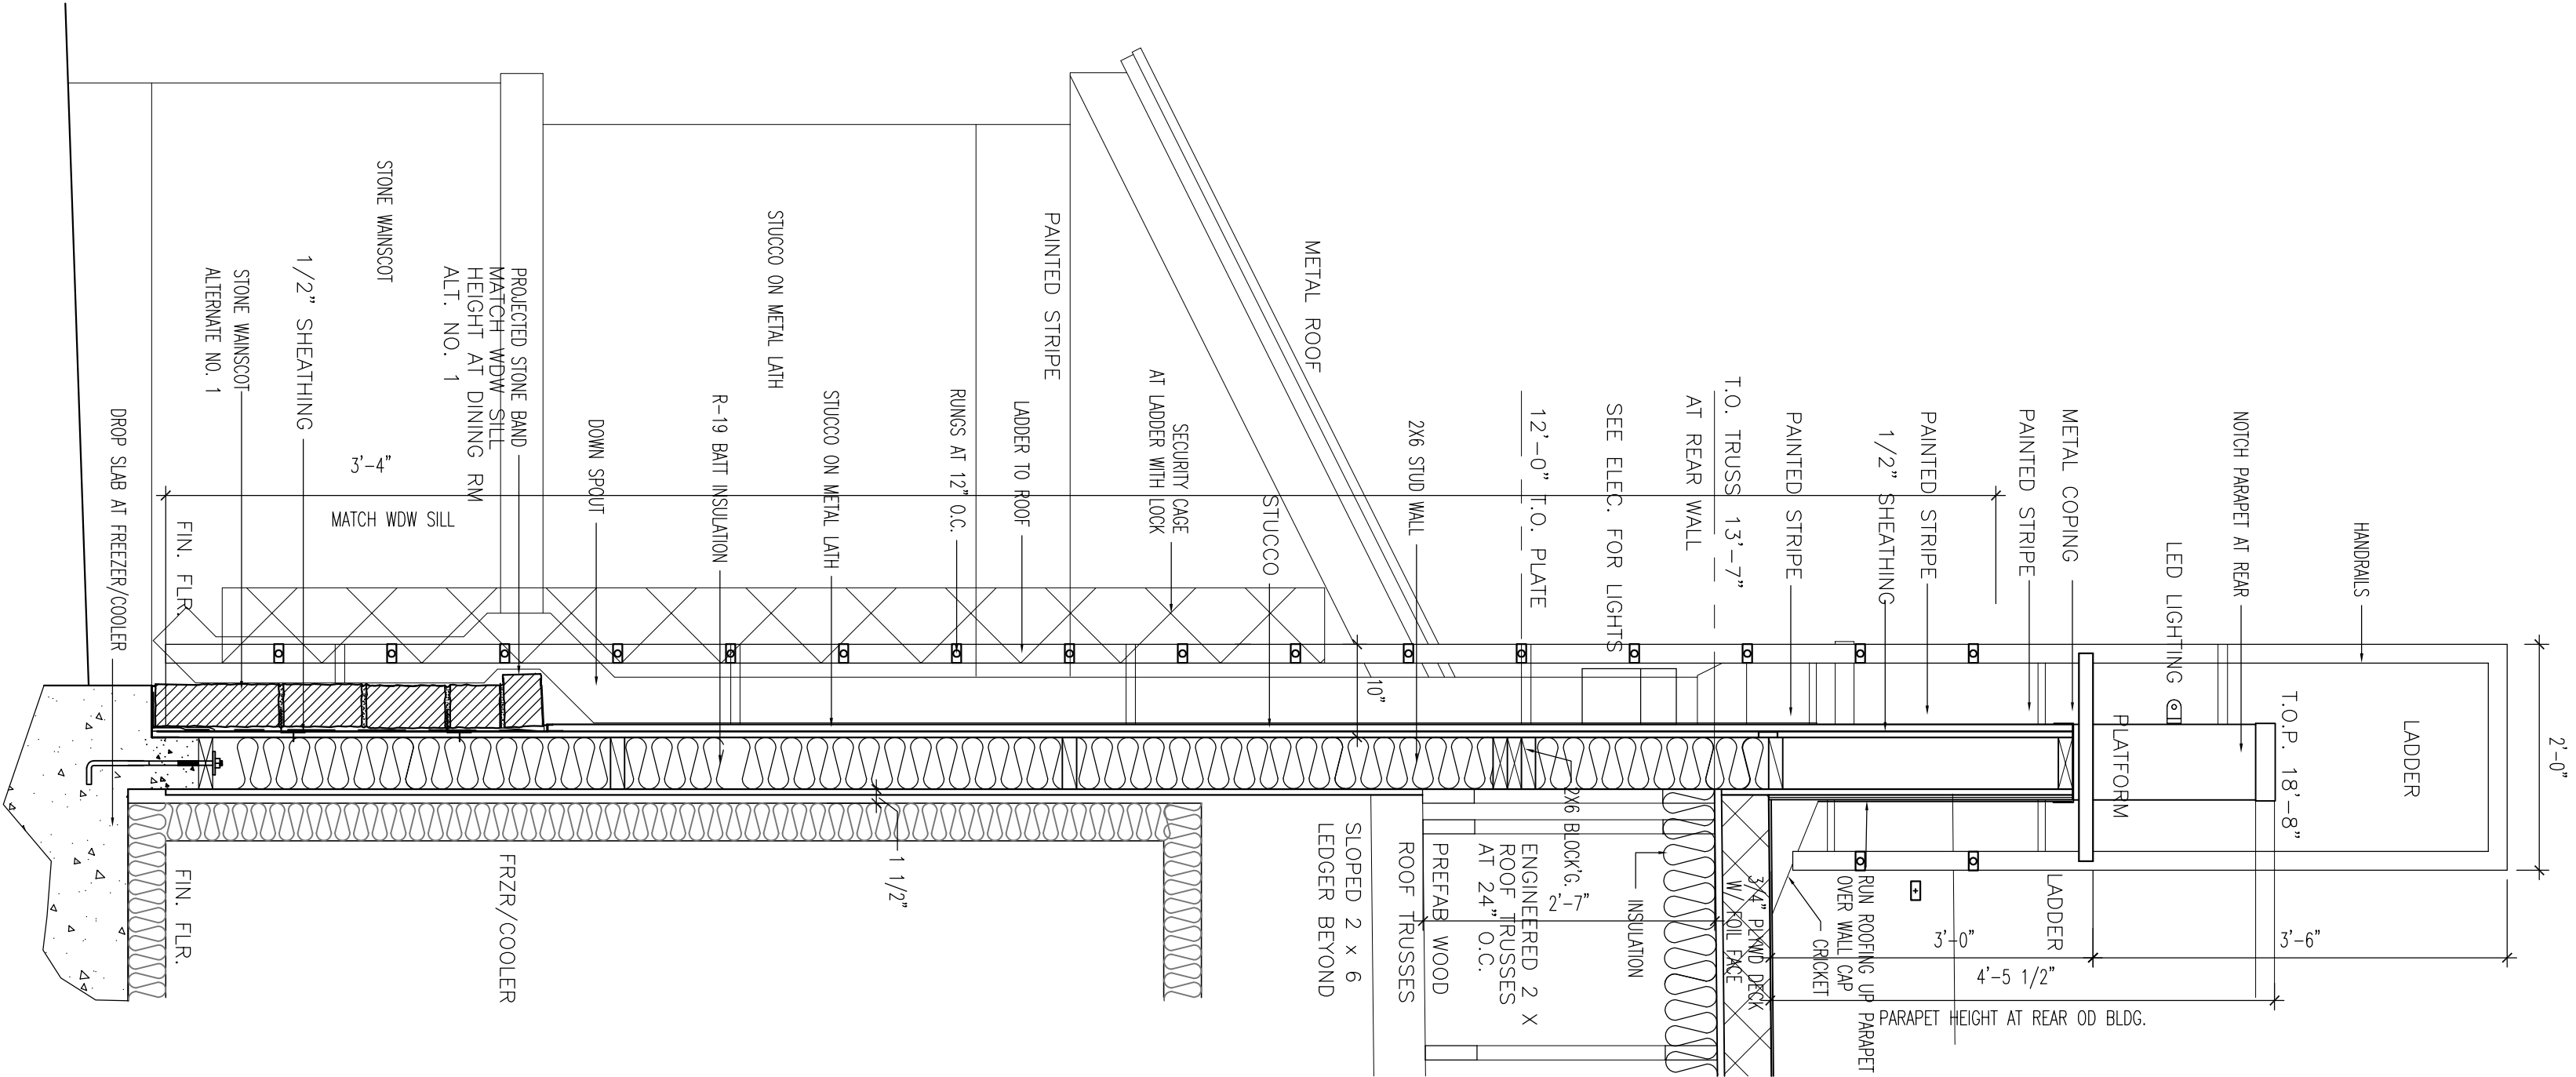 STONE WAINSCOT
STUCCO ON METAL LATH
PAINTED STRIPE
METAL ROOF
DROP SLAB AT FREEZER/COOLER
STONE WAINSCOT
ALTERNATE NO. 1
1/2" SHEATHING
PROJECTED STONE BAND
MATCH WDW SILL
HEIGHT AT DINING RM
ALT. NO. 1
DOWN SPOUT
R-19 BATT INSULATION
STUCCO ON METAL LATH
RUNGS AT 12" O.C.
LADDER TO ROOF
SECURITY CAGE
AT LADDER WITH LOCK
STUCCO
2X6 STUD WALL
12'-0" T.O. PLATE
SEE ELEC. FOR LIGHTS
T.O. TRUSS 13'-7"
AT REAR WALL
PAINTED STRIPE
1/2" SHEATHING
PAINTED STRIPE
PAINTED STRIPE
METAL COPING
LED LIGHTING
NOTCH PARAPET AT REAR
HANDRAILS
3'-4"
MATCH WDW SILL
FIN. FLR.
10"
PLATFORM
T.O.P. 18'-8"
LADDER
2'-0"
FIN. FLR.
FRZR/COOLER
1 1/2"
SLOPED 2 x 6
LEDGER BEYOND
PREFAB WOOD
ROOF TRUSSES
2X6 BLOCK'G.
ENGINEERED 2 X
ROOF TRUSSES
AT 24" O.C.
2'-7"
INSULATION
3/4" PLYWD DECK
W/ FOIL FACE
CRICKET
RUN ROOFING UP PARAPET
OVER WALL CAP
LADDER
3'-0"
3'-6"
4'-5 1/2"
PARAPET HEIGHT AT REAR OD BLDG.